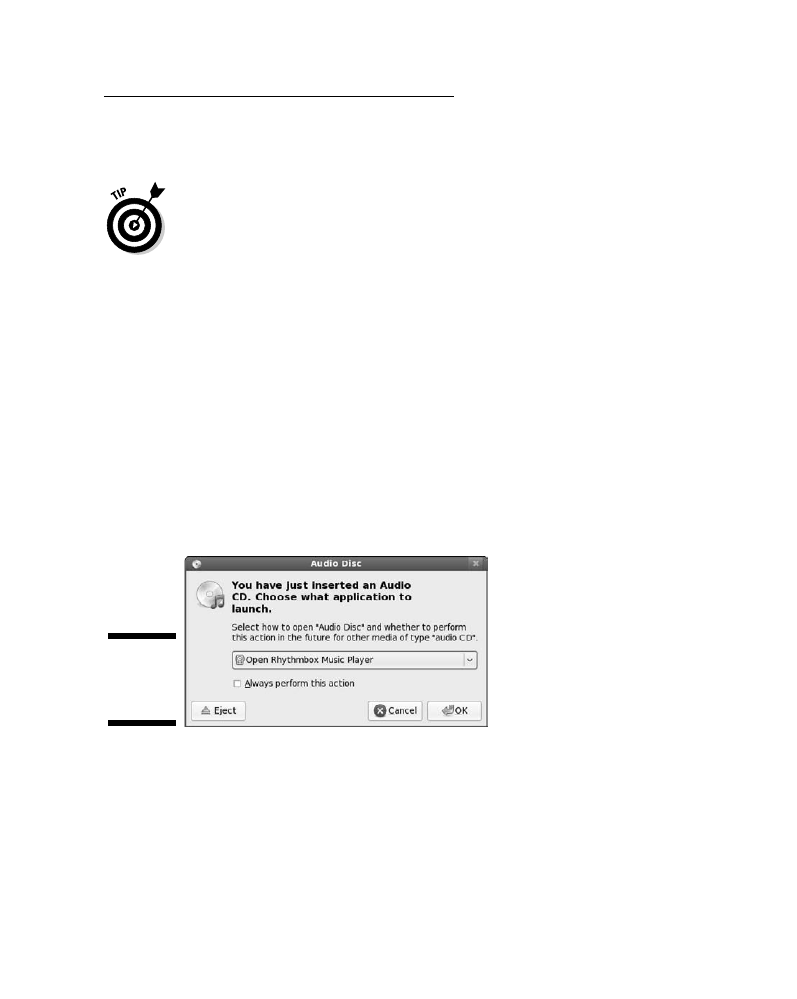 TIP
Audio Disc
You have just inserted an Audio
CD. Choose what application to
launch.
Select how to open "Audio Disc" and whether to perform
this action in the future for other media of type "audio CD".
Open Rhythmbox Music Player
Always perform this action
Eject
Cancel
OK